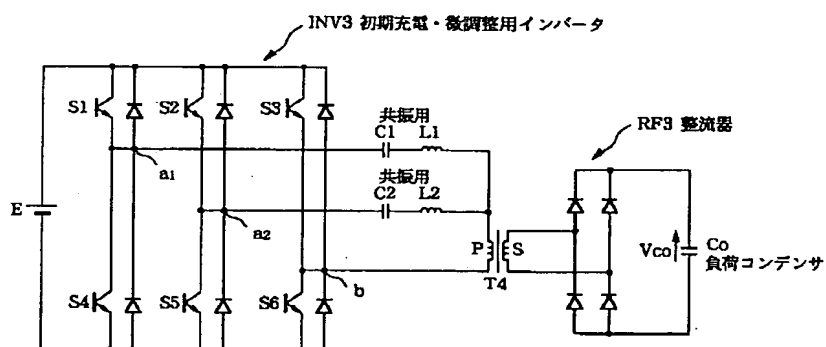 INV3 初期充電・微調整用インバータ
S1
S2
S3
共振用
C1 L1
RF3 整流器
a1
共振用
C2 L2
E
a2
P
S
VCO
Co
負荷コンデンサ
T4
b
S4
S5
S6